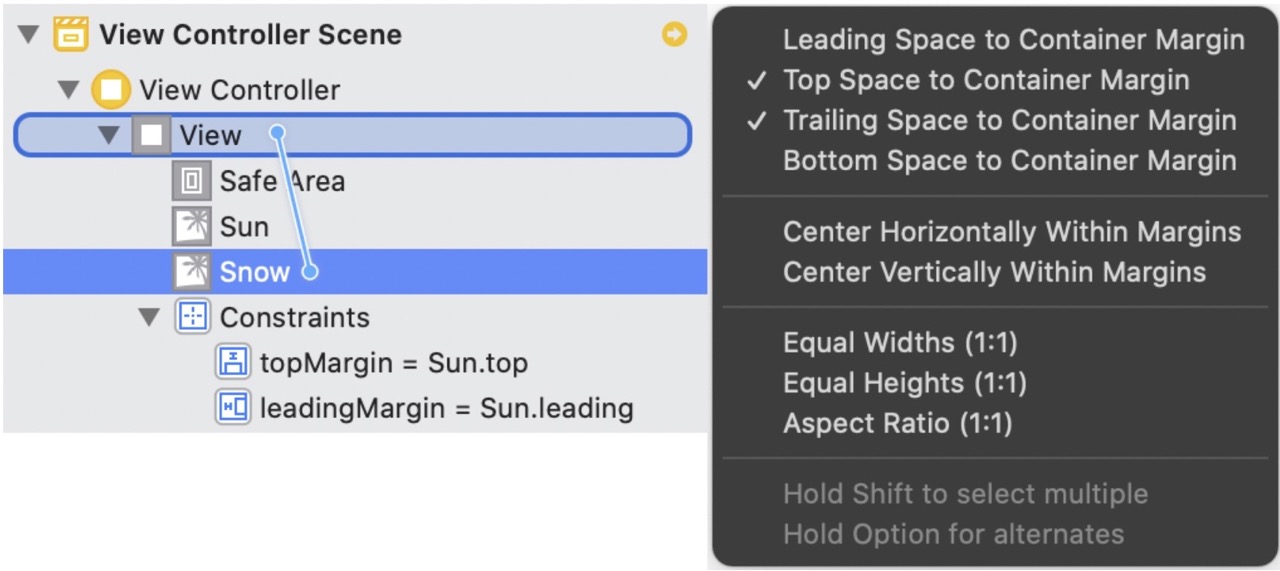 View Controller Scene
View Controller
View
Safe Area
Sun
Snow
Constraints
topMargin = Sun.top
leadingMargin = Sun.leading
Leading Space to Container Margin
✓ Top Space to Container Margin
✓ Trailing Space to Container Margin
Bottom Space to Container Margin
Center Horizontally Within Margins
Center Vertically Within Margins
Equal Widths (1:1)
Equal Heights (1:1)
Aspect Ratio (1:1)
Hold Shift to select multiple
Hold Option for alternates